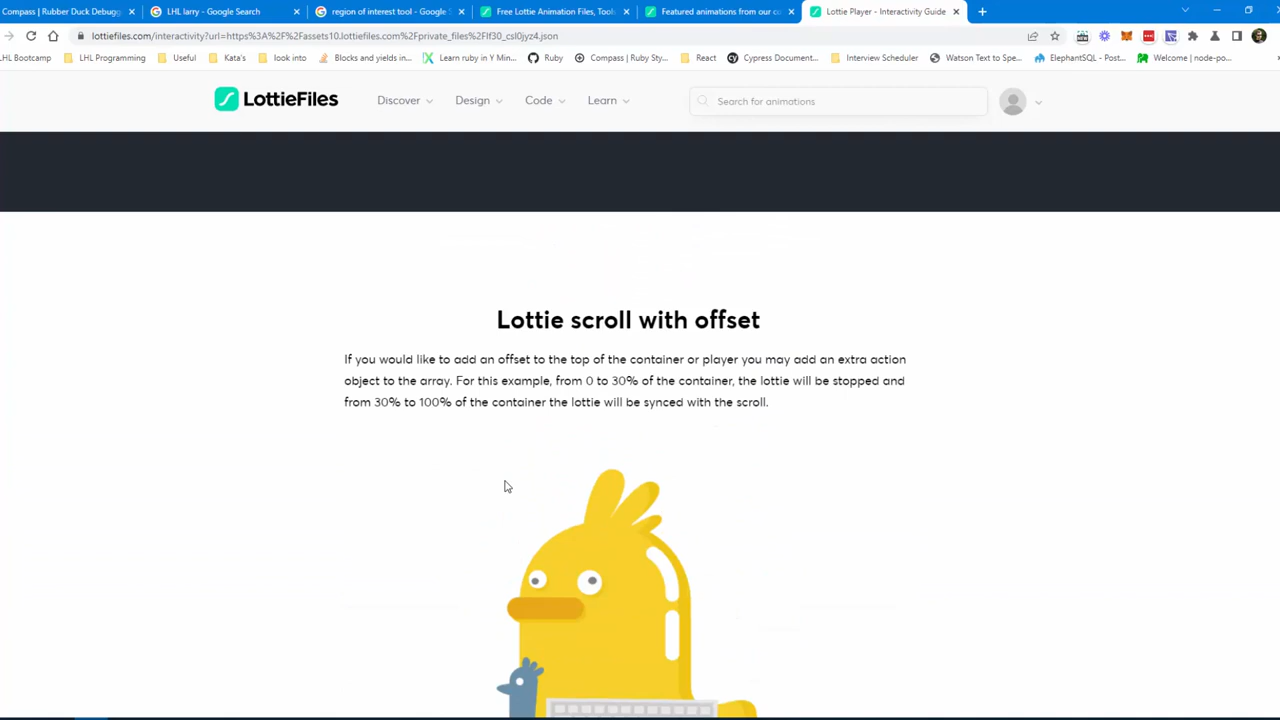 Compass | Rubber Duck Debugg
LHL larry - Google Search
region of interest tool - Google S
Free Lottie Animation Files, Tools
Featured animations from our co
Lottie Player - Interactivity Guide
lottiefiles.com/interactivity?url=https%3A%2F%2Fassets10.lottiefiles.com%2Fprivate_files%2Flf30_csl0jyz4.json
HL Bootcamp
LHL Programming
Useful
Kata's
look into
Blocks and yields in...
Learn ruby in Y Min...
Ruby
Compass | Ruby Sty...
React
Cypress Document...
Interview Scheduler
Watson Text to Spe...
ElephantSQL - Post...
Welcome | node-po...
LottieFiles
Discover
Design
Code
Learn
Search for animations
Lottie scroll with offset
If you would like to add an offset to the top of the container or player you may add an extra action
object to the array. For this example, from 0 to 30% of the container, the lottie will be stopped and
from 30% to 100% of the container the lottie will be synced with the scroll.